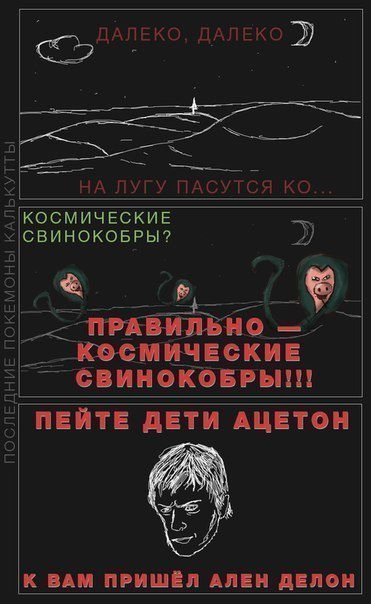 ДАЛЕКО, ДАЛЕКО
НА ЛУГУ ПАСУТСЯ КО...
КОСМИЧЕСКИЕ
СВИНОКОБРЫ?
ПРАВИЛЬНО —
КОСМИЧЕСКИЕ
СВИНОКОБРЫ!!!
ПЕЙТЕ ДЕТИ АЦЕТОН
К ВАМ ПРИШЁЛ АЛЕН ДЕЛОН
ПОСЛЕДНИЕ ПОКЕМОНЫ КАЛЬКУТТЫ